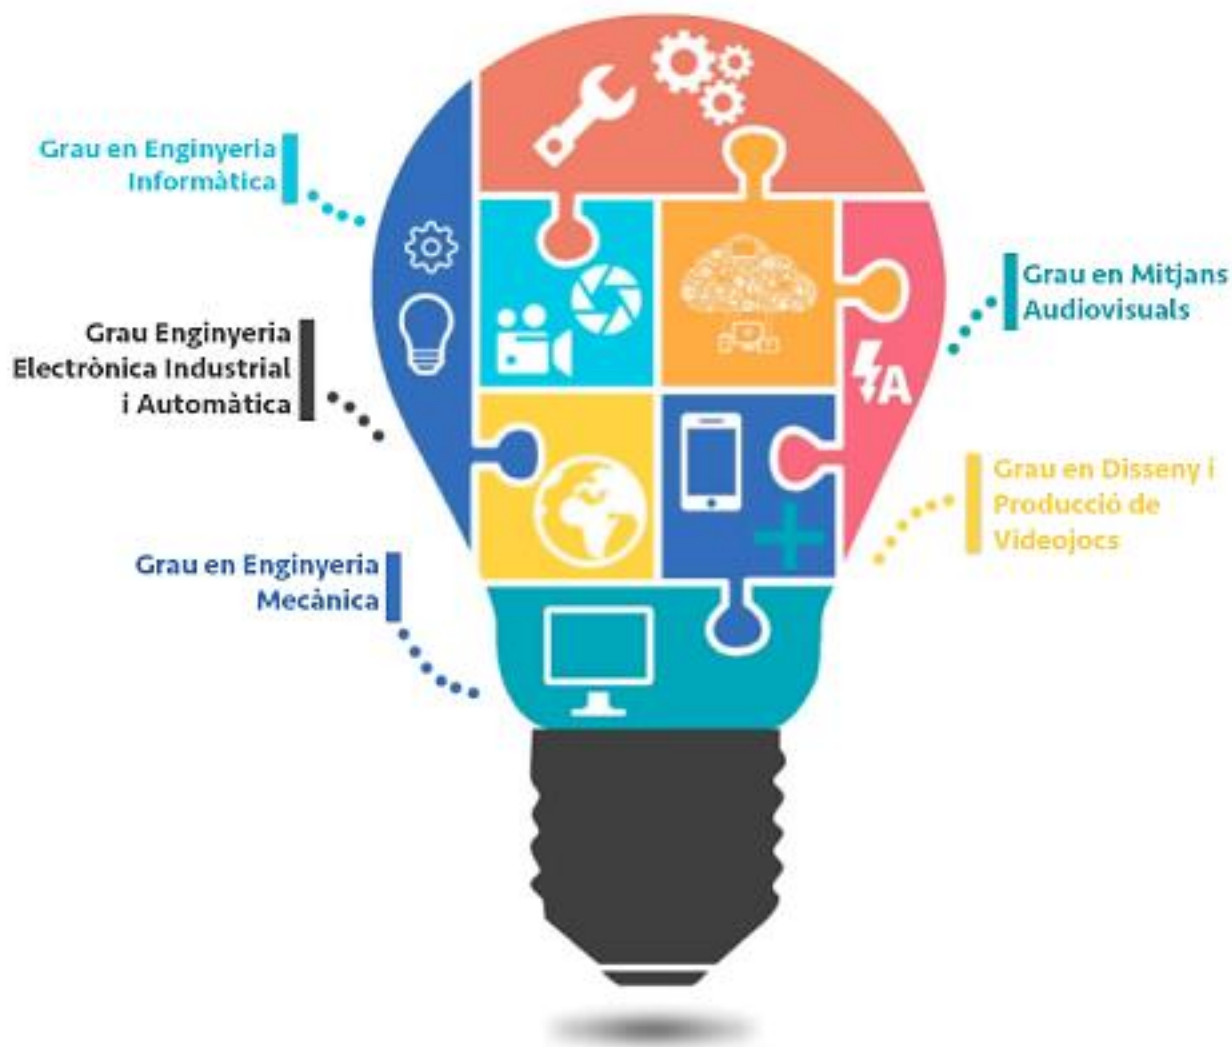 Grau en Enginyeria
Informàtica
Grau Enginyeria
Electrònica Industrial
i Automàtica
Grau en Enginyeria
Mecànica
Grau en Mitjans
Audiovisuals
A
Grau en Disseny i
Producció de
Videojocs